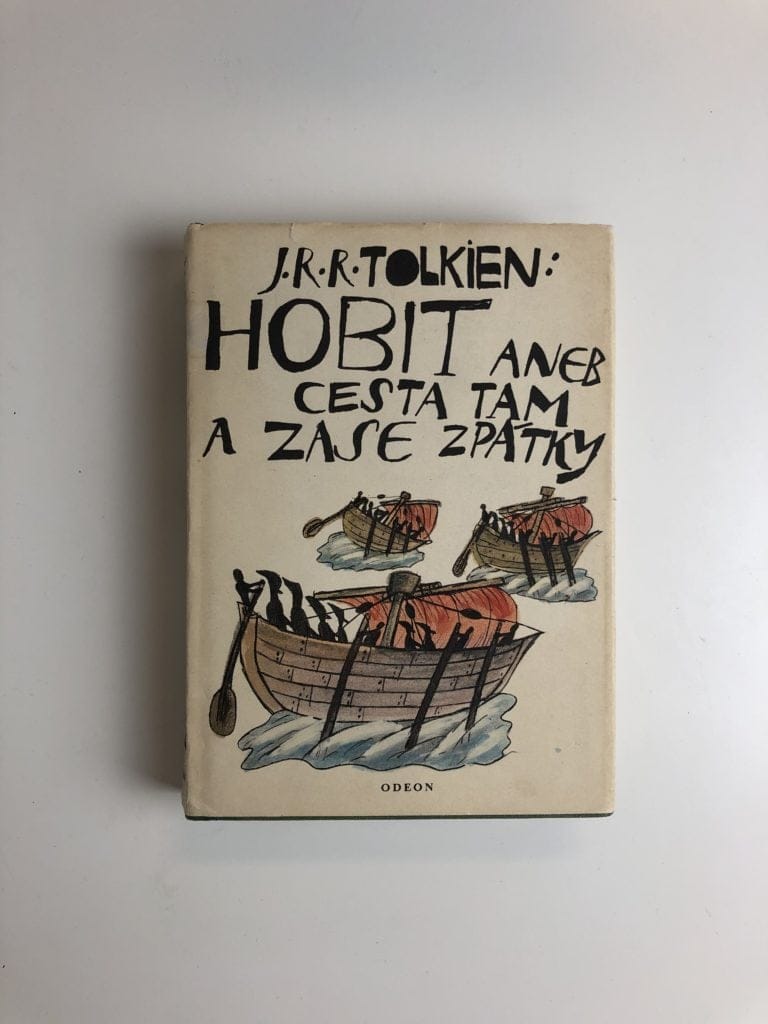 J.R.R.TOLKIEN:
HOBIT ANEB
CESTA TAM
A ZASE ZPÁTKY
ODEON